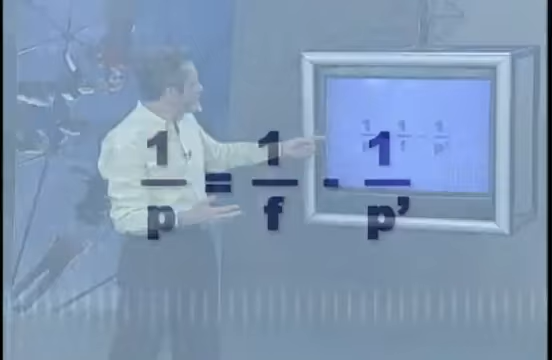 1/p = 1/f - 1/p’